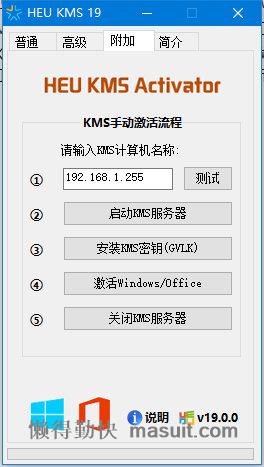 HEU KMS 19
普通 高级 附加 简介
HEU KMS Activator
KMS手动激活流程
请输入KMS计算机名称:
① 192.168.1.255 测试
② 启动KMS服务器
③ 安装KMS密钥(GVLK)
④ 激活Windows/Office
⑤ 关闭KMS服务器
说明 v19.0.0
懒得勤快 masuit.com